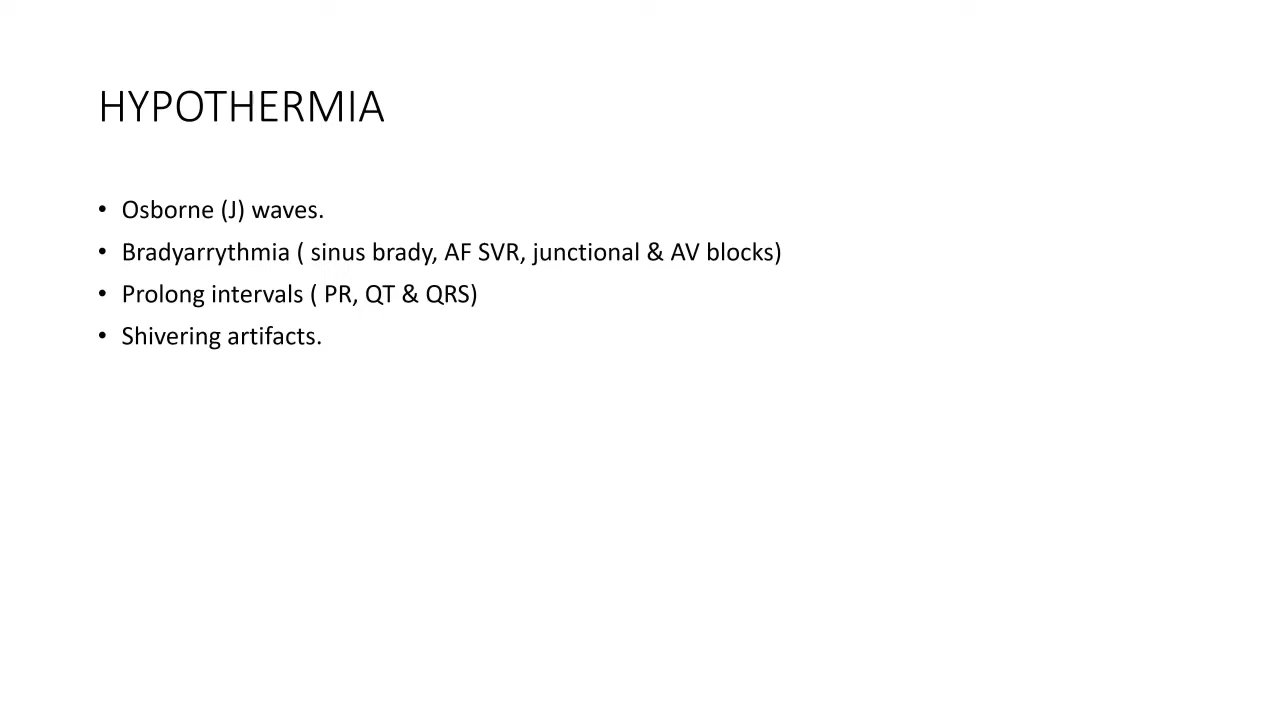 HYPOTHERMIA
• Osborne (J) waves.
• Bradyarrythmia ( sinus brady, AF SVR, junctional & AV blocks)
• Prolong intervals ( PR, QT & QRS)
• Shivering artifacts.